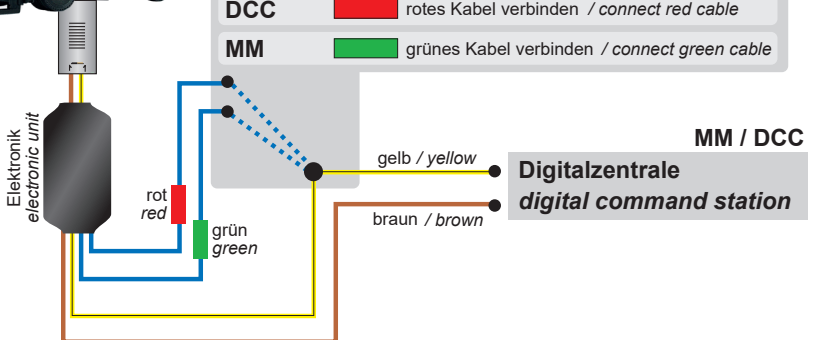 DCC rotes Kabel verbinden / connect red cable
MM grünes Kabel verbinden / connect green cable
MM / DCC
gelb / yellow
Digitalzentrale
digital command station
braun / brown
Elektronik
electronic unit
rot
red
grün
green